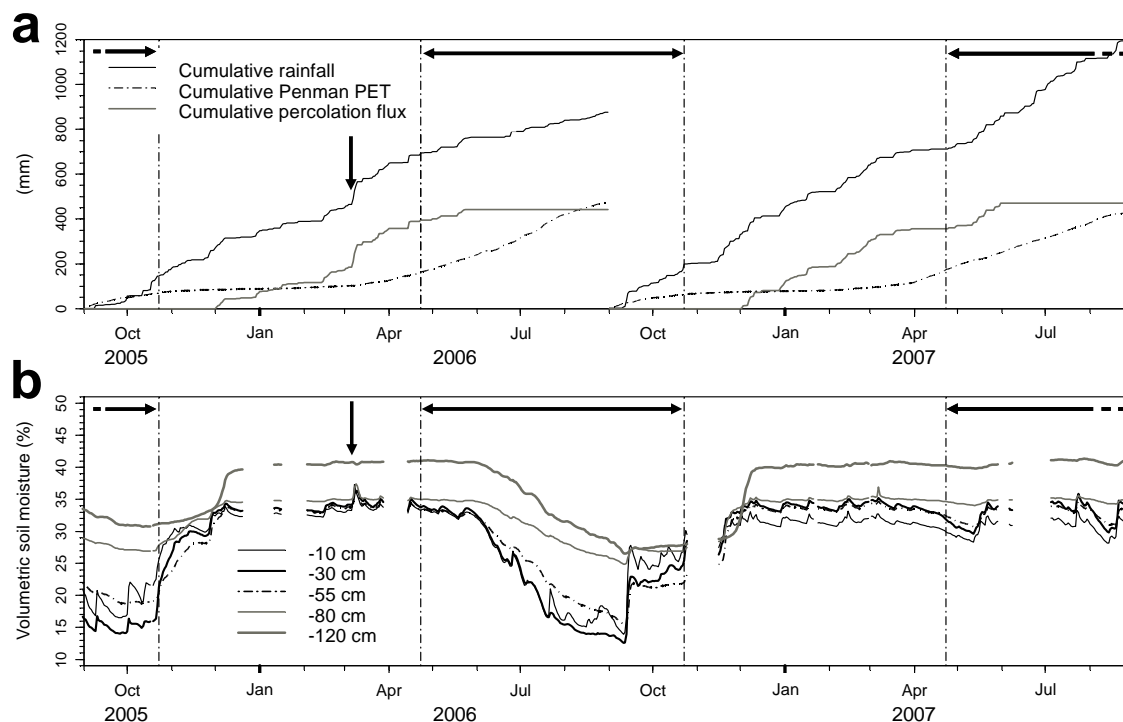 a
(mm)
1200
1000
800
600
400
200
0
Cumulative rainfall
Cumulative Penman PET
Cumulative percolation flux
Oct Jan Apr Jul Oct Jan Apr Jul
2005 2006 2007
b
Volumetric soil moisture (%)
50
45
40
35
30
25
20
15
10
-10 cm
-30 cm
-55 cm
-80 cm
-120 cm
Oct Jan Apr Jul Oct Jan Apr Jul
2005 2006 2007